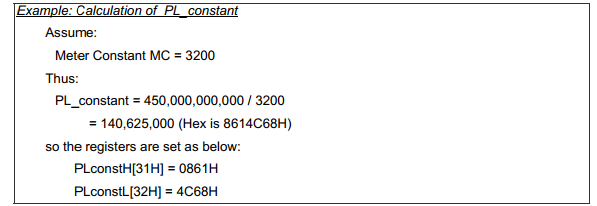 Example: Calculation of PL_constant
Assume:
Meter Constant MC = 3200
Thus:
PL_constant = 450,000,000,000 / 3200
= 140,625,000 (Hex is 8614C68H)
so the registers are set as below:
PLconstH[31H] = 0861H
PLconstL[32H] = 4C68H